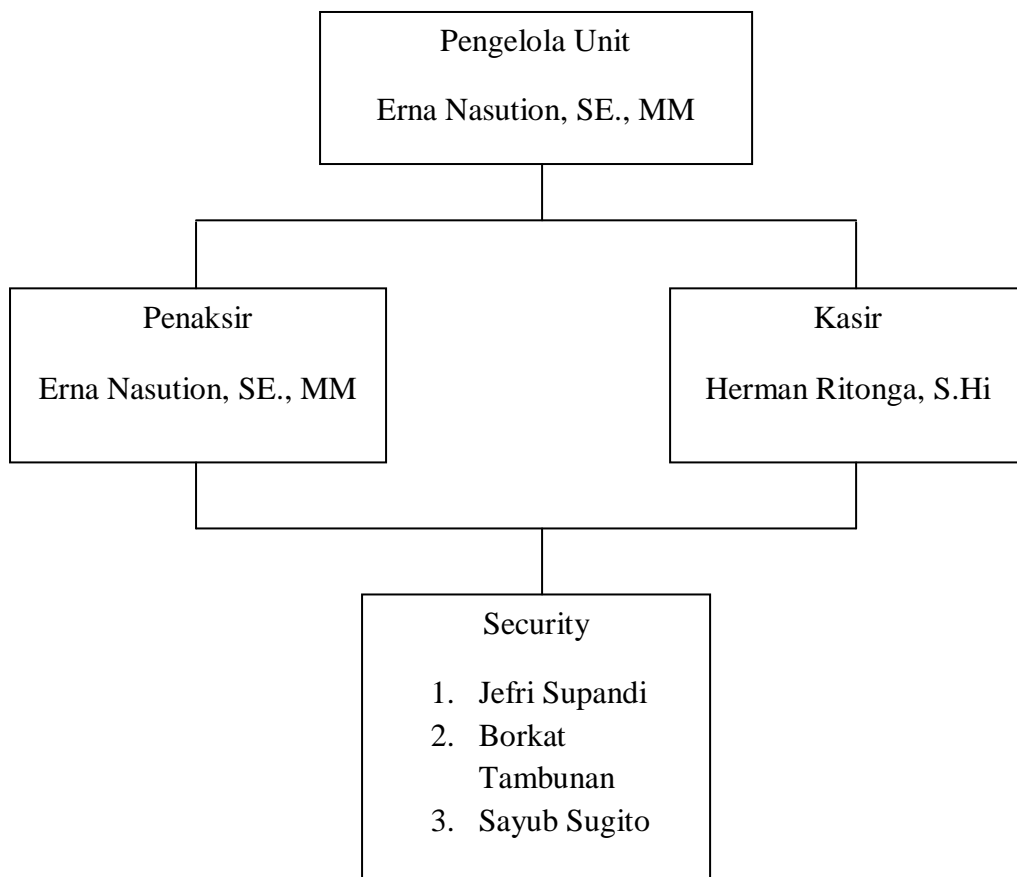 Pengelola Unit
Erna Nasution, SE., MM
Penaksir
Erna Nasution, SE., MM
Kasir
Herman Ritonga, S.Hi
Security
1. Jefri Supandi
2. Borkat
Tambunan
3. Sayub Sugito